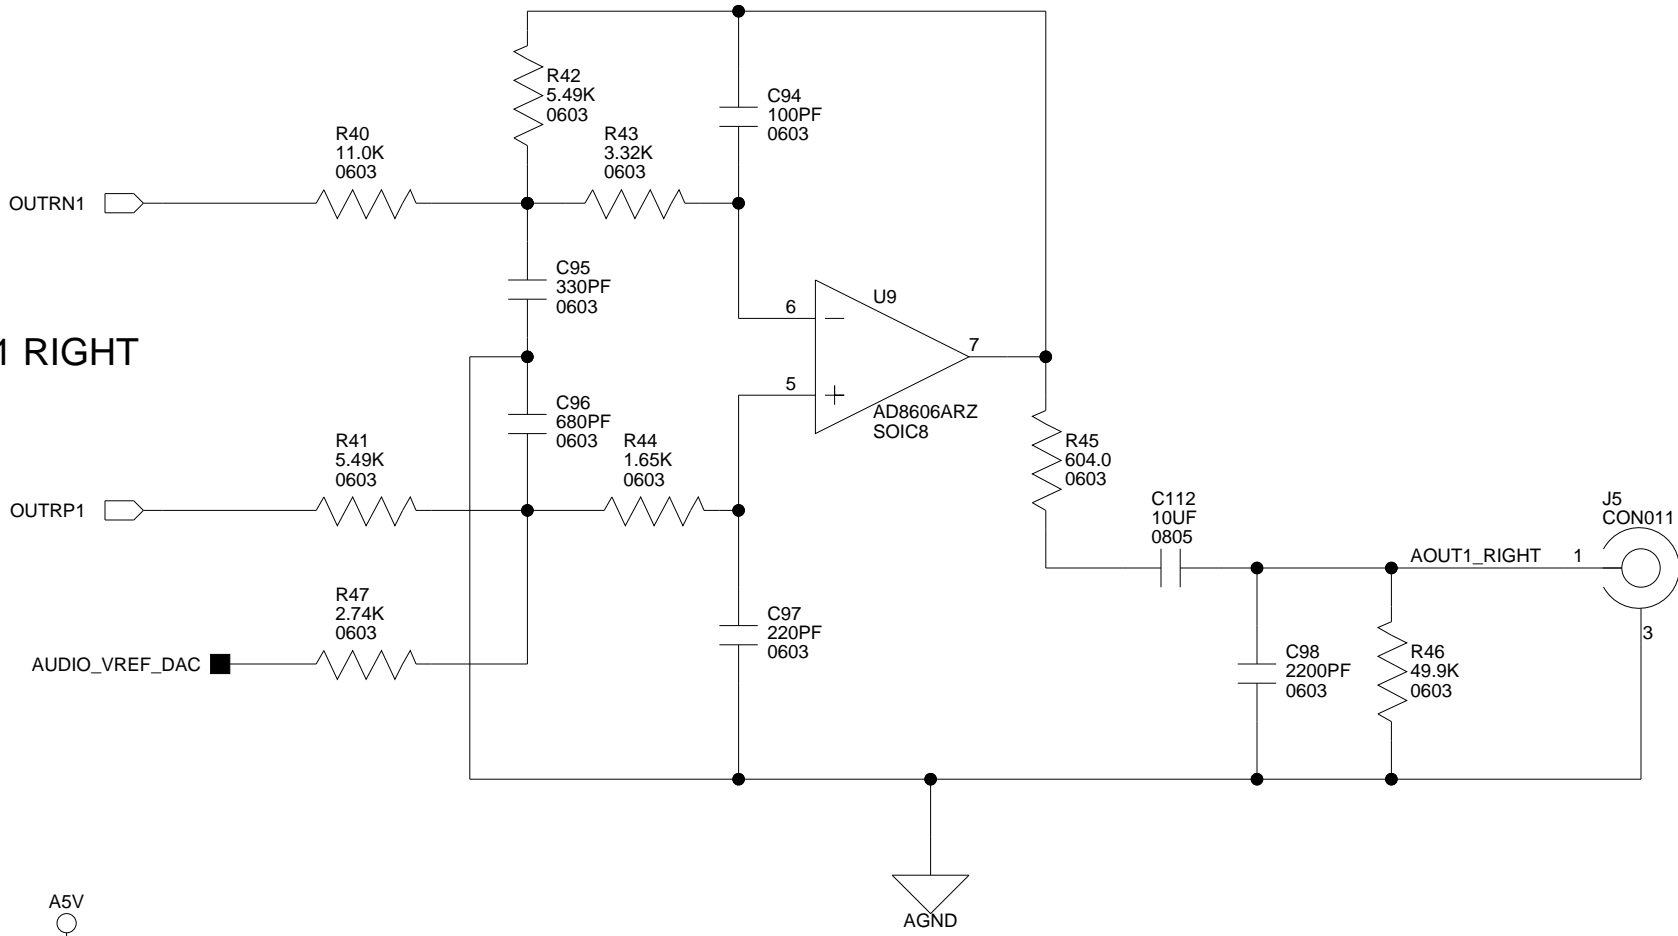 R42
5.49K
0603
C94
100PF
0603
R40
11.0K
0603
R43
3.32K
0603
OUTRN1
C95
330PF
0603
U9
6
1 RIGHT
7
5
C96
680PF
0603
AD8606ARZ
SOIC8
R41
5.49K
0603
R44
1.65K
0603
R45
604.0
0603
OUTRP1
C112
10UF
0805
J5
CON011
AOUT1_RIGHT
1
R47
2.74K
0603
C97
220PF
0603
3
AUDIO_VREF_DAC
C98
2200PF
0603
R46
49.9K
0603
A5V
AGND